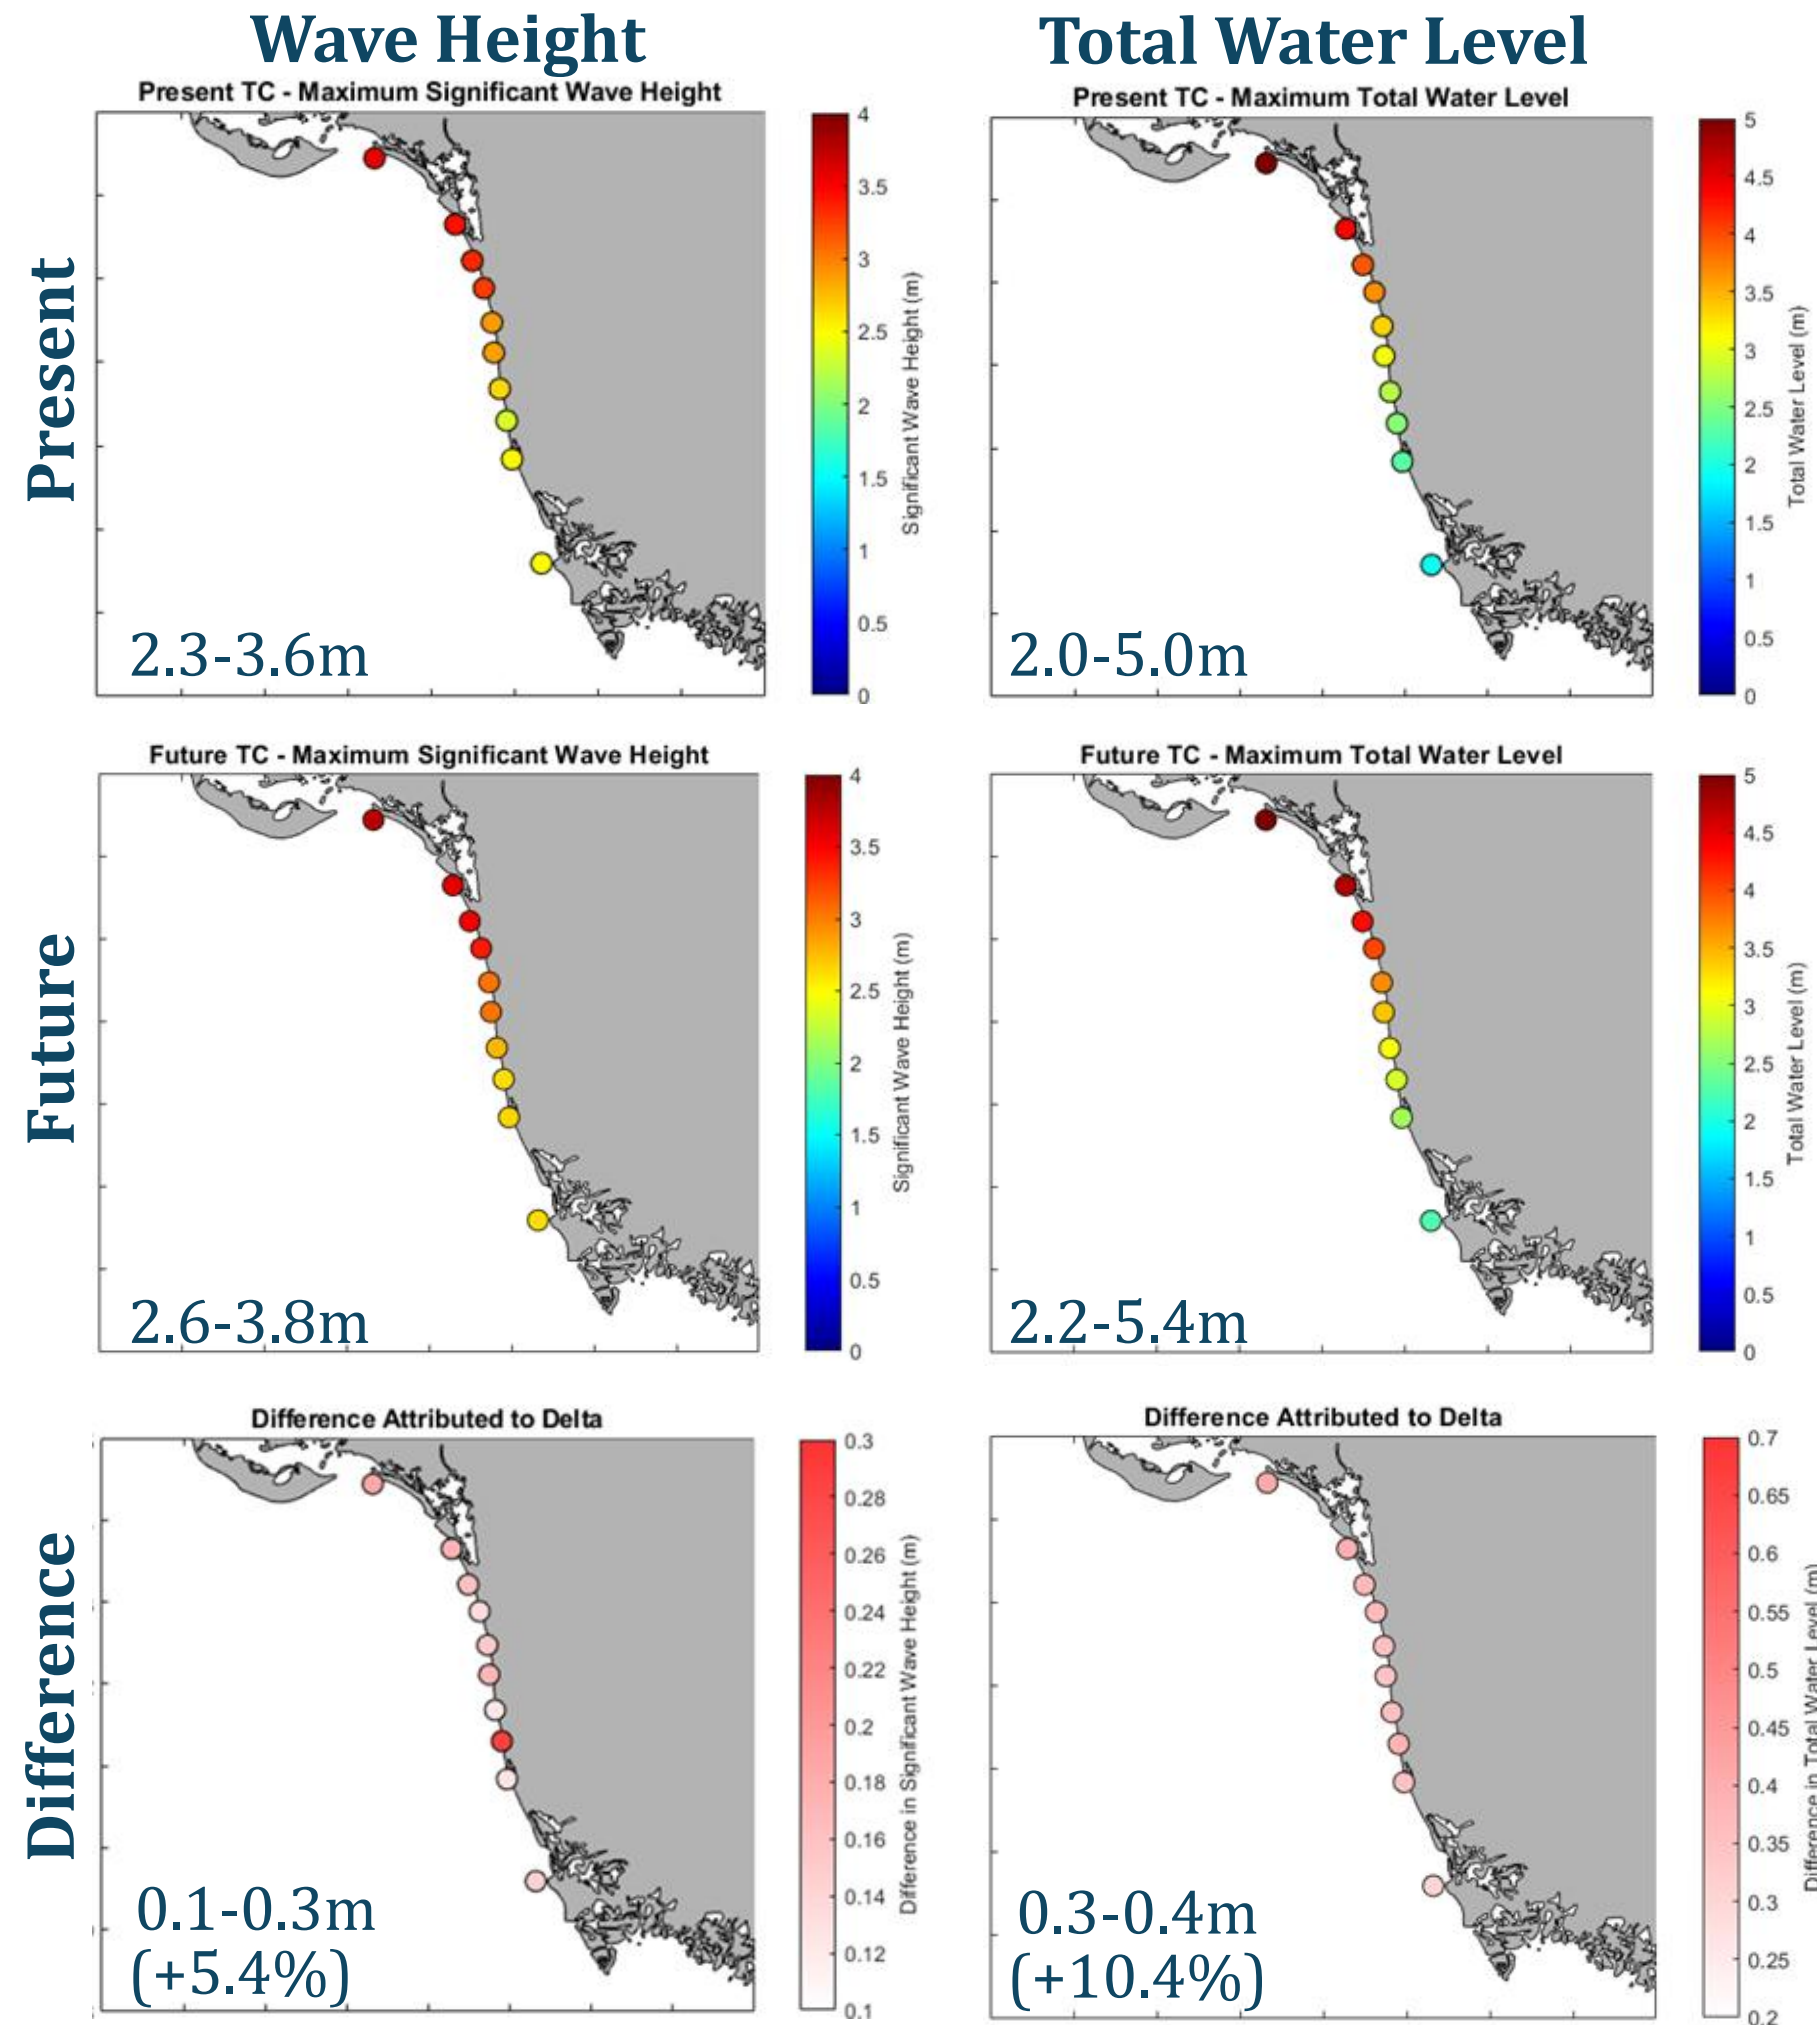 Wave Height
Total Water Level
Present
Present TC - Maximum Significant Wave Height
4
3.5
3
2.5
2
1.5
1
0.5
0
Significant Wave Height (m)
2.3-3.6m
Present TC - Maximum Total Water Level
5
4.5
4
3.5
3
2.5
2
1.5
1
0.5
0
Total Water Level (m)
2.0-5.0m
Future
Future TC - Maximum Significant Wave Height
4
3.5
3
2.5
2
1.5
1
0.5
0
Significant Wave Height (m)
2.6-3.8m
Future TC - Maximum Total Water Level
5
4.5
4
3.5
3
2.5
2
1.5
1
0.5
0
Total Water Level (m)
2.2-5.4m
Difference
Difference Attributed to Delta
0.3
0.28
0.26
0.24
0.22
0.2
0.18
0.16
0.14
0.12
0.1
Difference in Significant Wave Height (m)
0.1-0.3m
(+5.4%)
Difference Attributed to Delta
0.7
0.65
0.6
0.55
0.5
0.45
0.4
0.35
0.3
0.25
0.2
Difference in Total Water Level (m)
0.3-0.4m
(+10.4%)